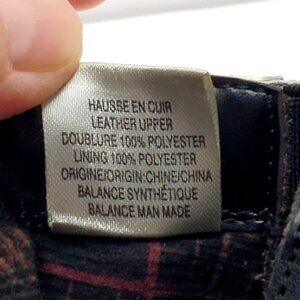 HAUSSE EN CUIR
LEATHER UPPER
DOUBLURE 100% POLYESTER
LINING 100% POLYESTER
ORIGINE/ORIGIN:CHINE/CHINA
BALANCE SYNTHÉTIQUE
BALANCE MAN MADE